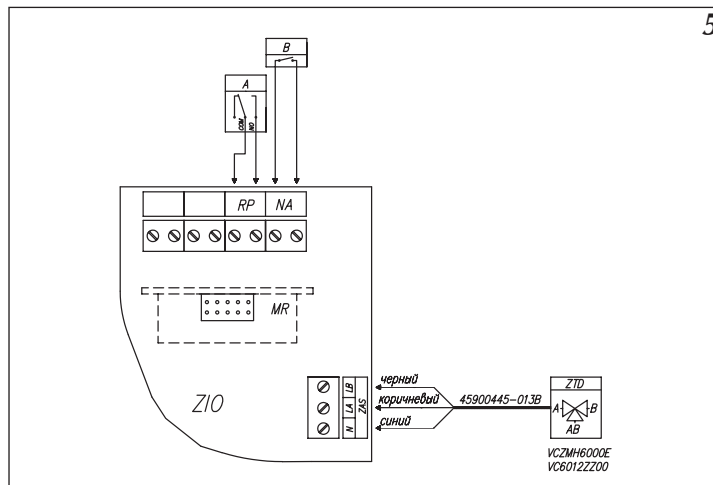 5
B
A
COM
NO
RP
NA
MR
ZIO
LB
LA
N
ZAS
черный
коричневый
синий
45900445-013B
ZTD
A
B
AB
VCZMH6000E
VC6012ZZ00